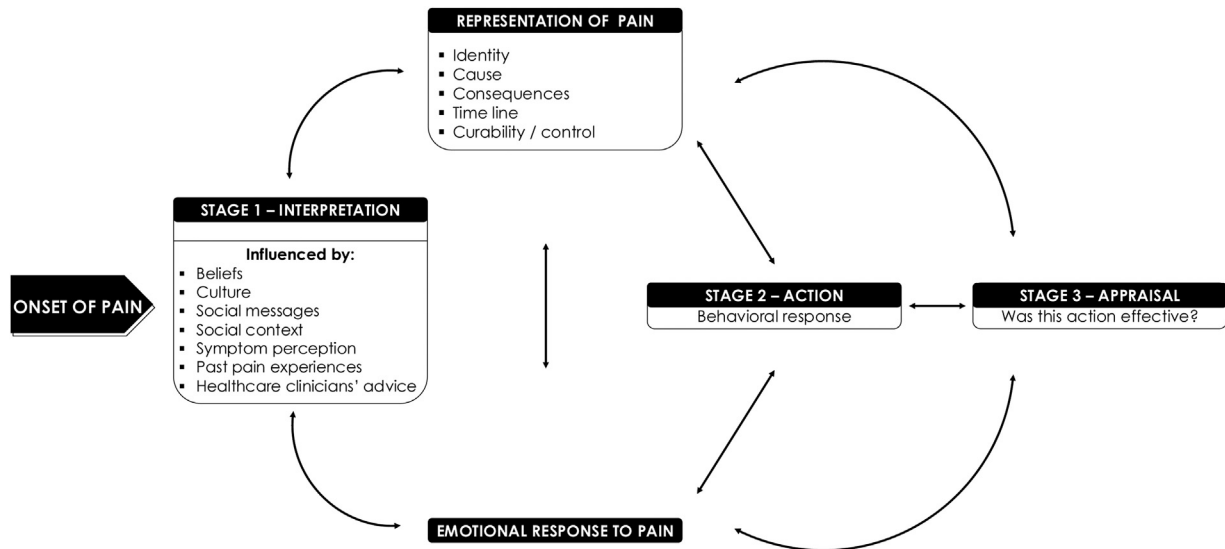 REPRESENTATION OF PAIN
▪ Identity
▪ Cause
▪ Consequences
▪ Time line
▪ Curability / control
STAGE 1 – INTERPRETATION
Influenced by:
▪ Beliefs
▪ Culture
▪ Social messages
▪ Social context
▪ Symptom perception
▪ Past pain experiences
▪ Healthcare clinicians' advice
ONSET OF PAIN
STAGE 2 – ACTION
Behavioral response
STAGE 3 – APPRAISAL
Was this action effective?
EMOTIONAL RESPONSE TO PAIN